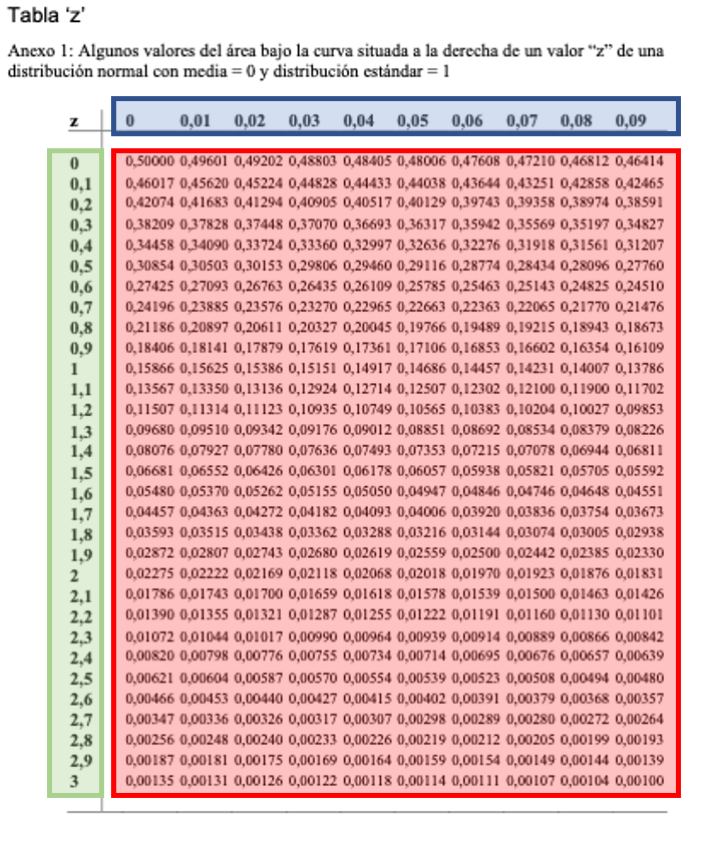 Tabla ‘z’
Anexo 1: Algunos valores del área bajo la curva situada a la derecha de un valor “z” de una
distribución normal con media = 0 y distribución estándar = 1
z 0 0,01 0,02 0,03 0,04 0,05 0,06 0,07 0,08 0,09
0 0,50000 0,49601 0,49202 0,48803 0,48405 0,48006 0,47608 0,47210 0,46812 0,46414
0,1 0,46017 0,45620 0,45224 0,44828 0,44433 0,44038 0,43644 0,43251 0,42858 0,42465
0,2 0,42074 0,41683 0,41294 0,40905 0,40517 0,40129 0,39743 0,39358 0,38974 0,38591
0,3 0,38209 0,37828 0,37448 0,37070 0,36693 0,36317 0,35942 0,35569 0,35197 0,34827
0,4 0,34458 0,34090 0,33724 0,33360 0,32997 0,32636 0,32276 0,31918 0,31561 0,31207
0,5 0,30854 0,30503 0,30153 0,29806 0,29460 0,29116 0,28774 0,28434 0,28096 0,27760
0,6 0,27425 0,27093 0,26763 0,26435 0,26109 0,25785 0,25463 0,25143 0,24825 0,24510
0,7 0,24196 0,23885 0,23576 0,23270 0,22965 0,22663 0,22363 0,22065 0,21770 0,21476
0,8 0,21186 0,20897 0,20611 0,20327 0,20045 0,19766 0,19489 0,19215 0,18943 0,18673
0,9 0,18406 0,18141 0,17879 0,17619 0,17361 0,17106 0,16853 0,16602 0,16354 0,16109
1 0,15866 0,15625 0,15386 0,15151 0,14917 0,14686 0,14457 0,14231 0,14007 0,13786
1,1 0,13567 0,13350 0,13136 0,12924 0,12714 0,12507 0,12302 0,12100 0,11900 0,11702
1,2 0,11507 0,11314 0,11123 0,10935 0,10749 0,10565 0,10383 0,10204 0,10027 0,09853
1,3 0,09680 0,09510 0,09342 0,09176 0,09012 0,08851 0,08692 0,08534 0,08379 0,08226
1,4 0,08076 0,07927 0,07780 0,07636 0,07493 0,07353 0,07215 0,07078 0,06944 0,06811
1,5 0,06681 0,06552 0,06426 0,06301 0,06178 0,06057 0,05938 0,05821 0,05705 0,05592
1,6 0,05480 0,05370 0,05262 0,05155 0,05050 0,04947 0,04846 0,04746 0,04648 0,04551
1,7 0,04457 0,04363 0,04272 0,04182 0,04093 0,04006 0,03920 0,03836 0,03754 0,03673
1,8 0,03593 0,03515 0,03438 0,03362 0,03288 0,03216 0,03144 0,03074 0,03005 0,02938
1,9 0,02872 0,02807 0,02743 0,02680 0,02619 0,02559 0,02500 0,02442 0,02385 0,02330
2 0,02275 0,02222 0,02169 0,02118 0,02068 0,02018 0,01970 0,01923 0,01876 0,01831
2,1 0,01786 0,01743 0,01700 0,01659 0,01618 0,01578 0,01539 0,01500 0,01463 0,01426
2,2 0,01390 0,01355 0,01321 0,01287 0,01255 0,01222 0,01191 0,01160 0,01130 0,01101
2,3 0,01072 0,01044 0,01017 0,00990 0,00964 0,00939 0,00914 0,00889 0,00866 0,00842
2,4 0,00820 0,00798 0,00776 0,00755 0,00734 0,00714 0,00695 0,00676 0,00657 0,00639
2,5 0,00621 0,00604 0,00587 0,00570 0,00554 0,00539 0,00523 0,00508 0,00494 0,00480
2,6 0,00466 0,00453 0,00440 0,00427 0,00415 0,00402 0,00391 0,00379 0,00368 0,00357
2,7 0,00347 0,00336 0,00326 0,00317 0,00307 0,00298 0,00289 0,00280 0,00272 0,00264
2,8 0,00256 0,00248 0,00240 0,00233 0,00226 0,00219 0,00212 0,00205 0,00199 0,00193
2,9 0,00187 0,00181 0,00175 0,00169 0,00164 0,00159 0,00154 0,00149 0,00144 0,00139
3 0,00135 0,00131 0,00126 0,00122 0,00118 0,00114 0,00111 0,00107 0,00104 0,00100